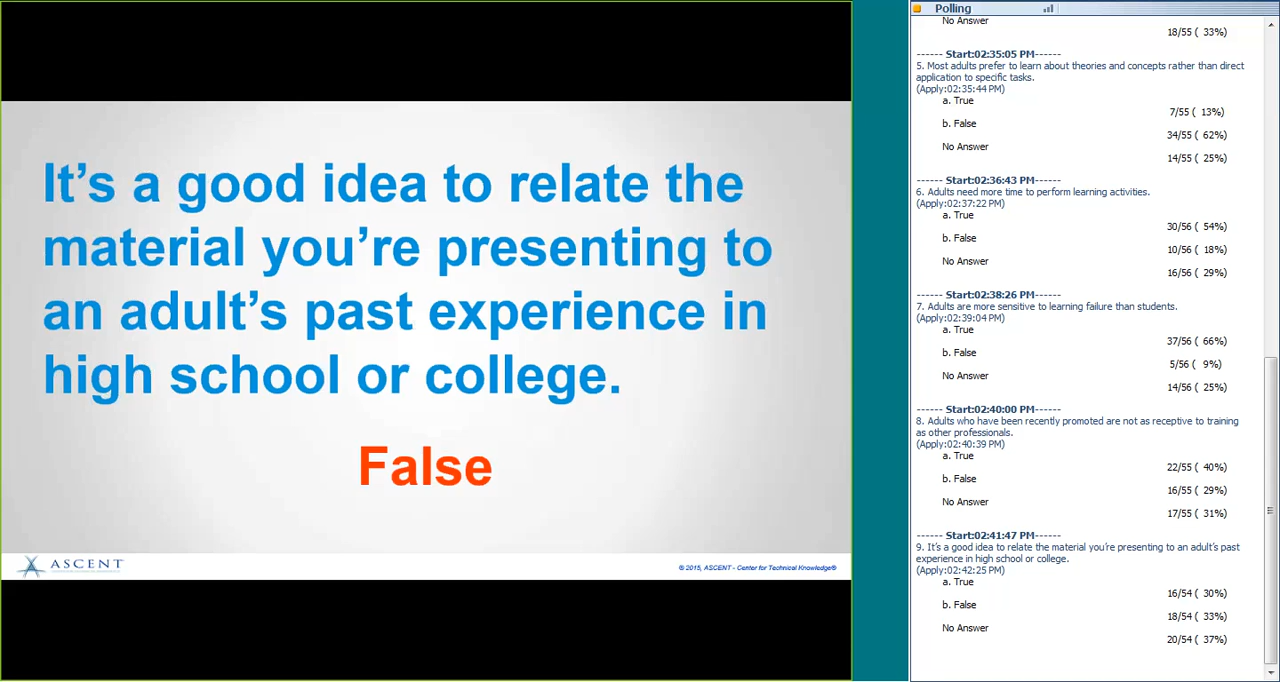 It's a good idea to relate the
material you're presenting to
an adult's past experience in
high school or college.
False
ASCENT
© 2015, ASCENT - Center for Technical Knowledge®
Polling
No Answer
18/55 ( 33%)
------ Start:02:35:05 PM------
5. Most adults prefer to learn about theories and concepts rather than direct
application to specific tasks.
(Apply:02:35:44 PM)
a. True
7/55 ( 13%)
b. False
34/55 ( 62%)
No Answer
14/55 ( 25%)
------ Start:02:36:43 PM------
6. Adults need more time to perform learning activities.
(Apply:02:37:22 PM)
a. True
30/56 ( 54%)
b. False
10/56 ( 18%)
No Answer
16/56 ( 29%)
------ Start:02:38:26 PM------
7. Adults are more sensitive to learning failure than students.
(Apply:02:39:04 PM)
a. True
37/56 ( 66%)
b. False
5/56 ( 9%)
No Answer
14/56 ( 25%)
------ Start:02:40:00 PM------
8. Adults who have been recently promoted are not as receptive to training
as other professionals.
(Apply:02:40:39 PM)
a. True
22/55 ( 40%)
b. False
16/55 ( 29%)
No Answer
17/55 ( 31%)
------ Start:02:41:47 PM------
9. It's a good idea to relate the material you're presenting to an adult's past
experience in high school or college.
(Apply:02:42:25 PM)
a. True
16/54 ( 30%)
b. False
18/54 ( 33%)
No Answer
20/54 ( 37%)